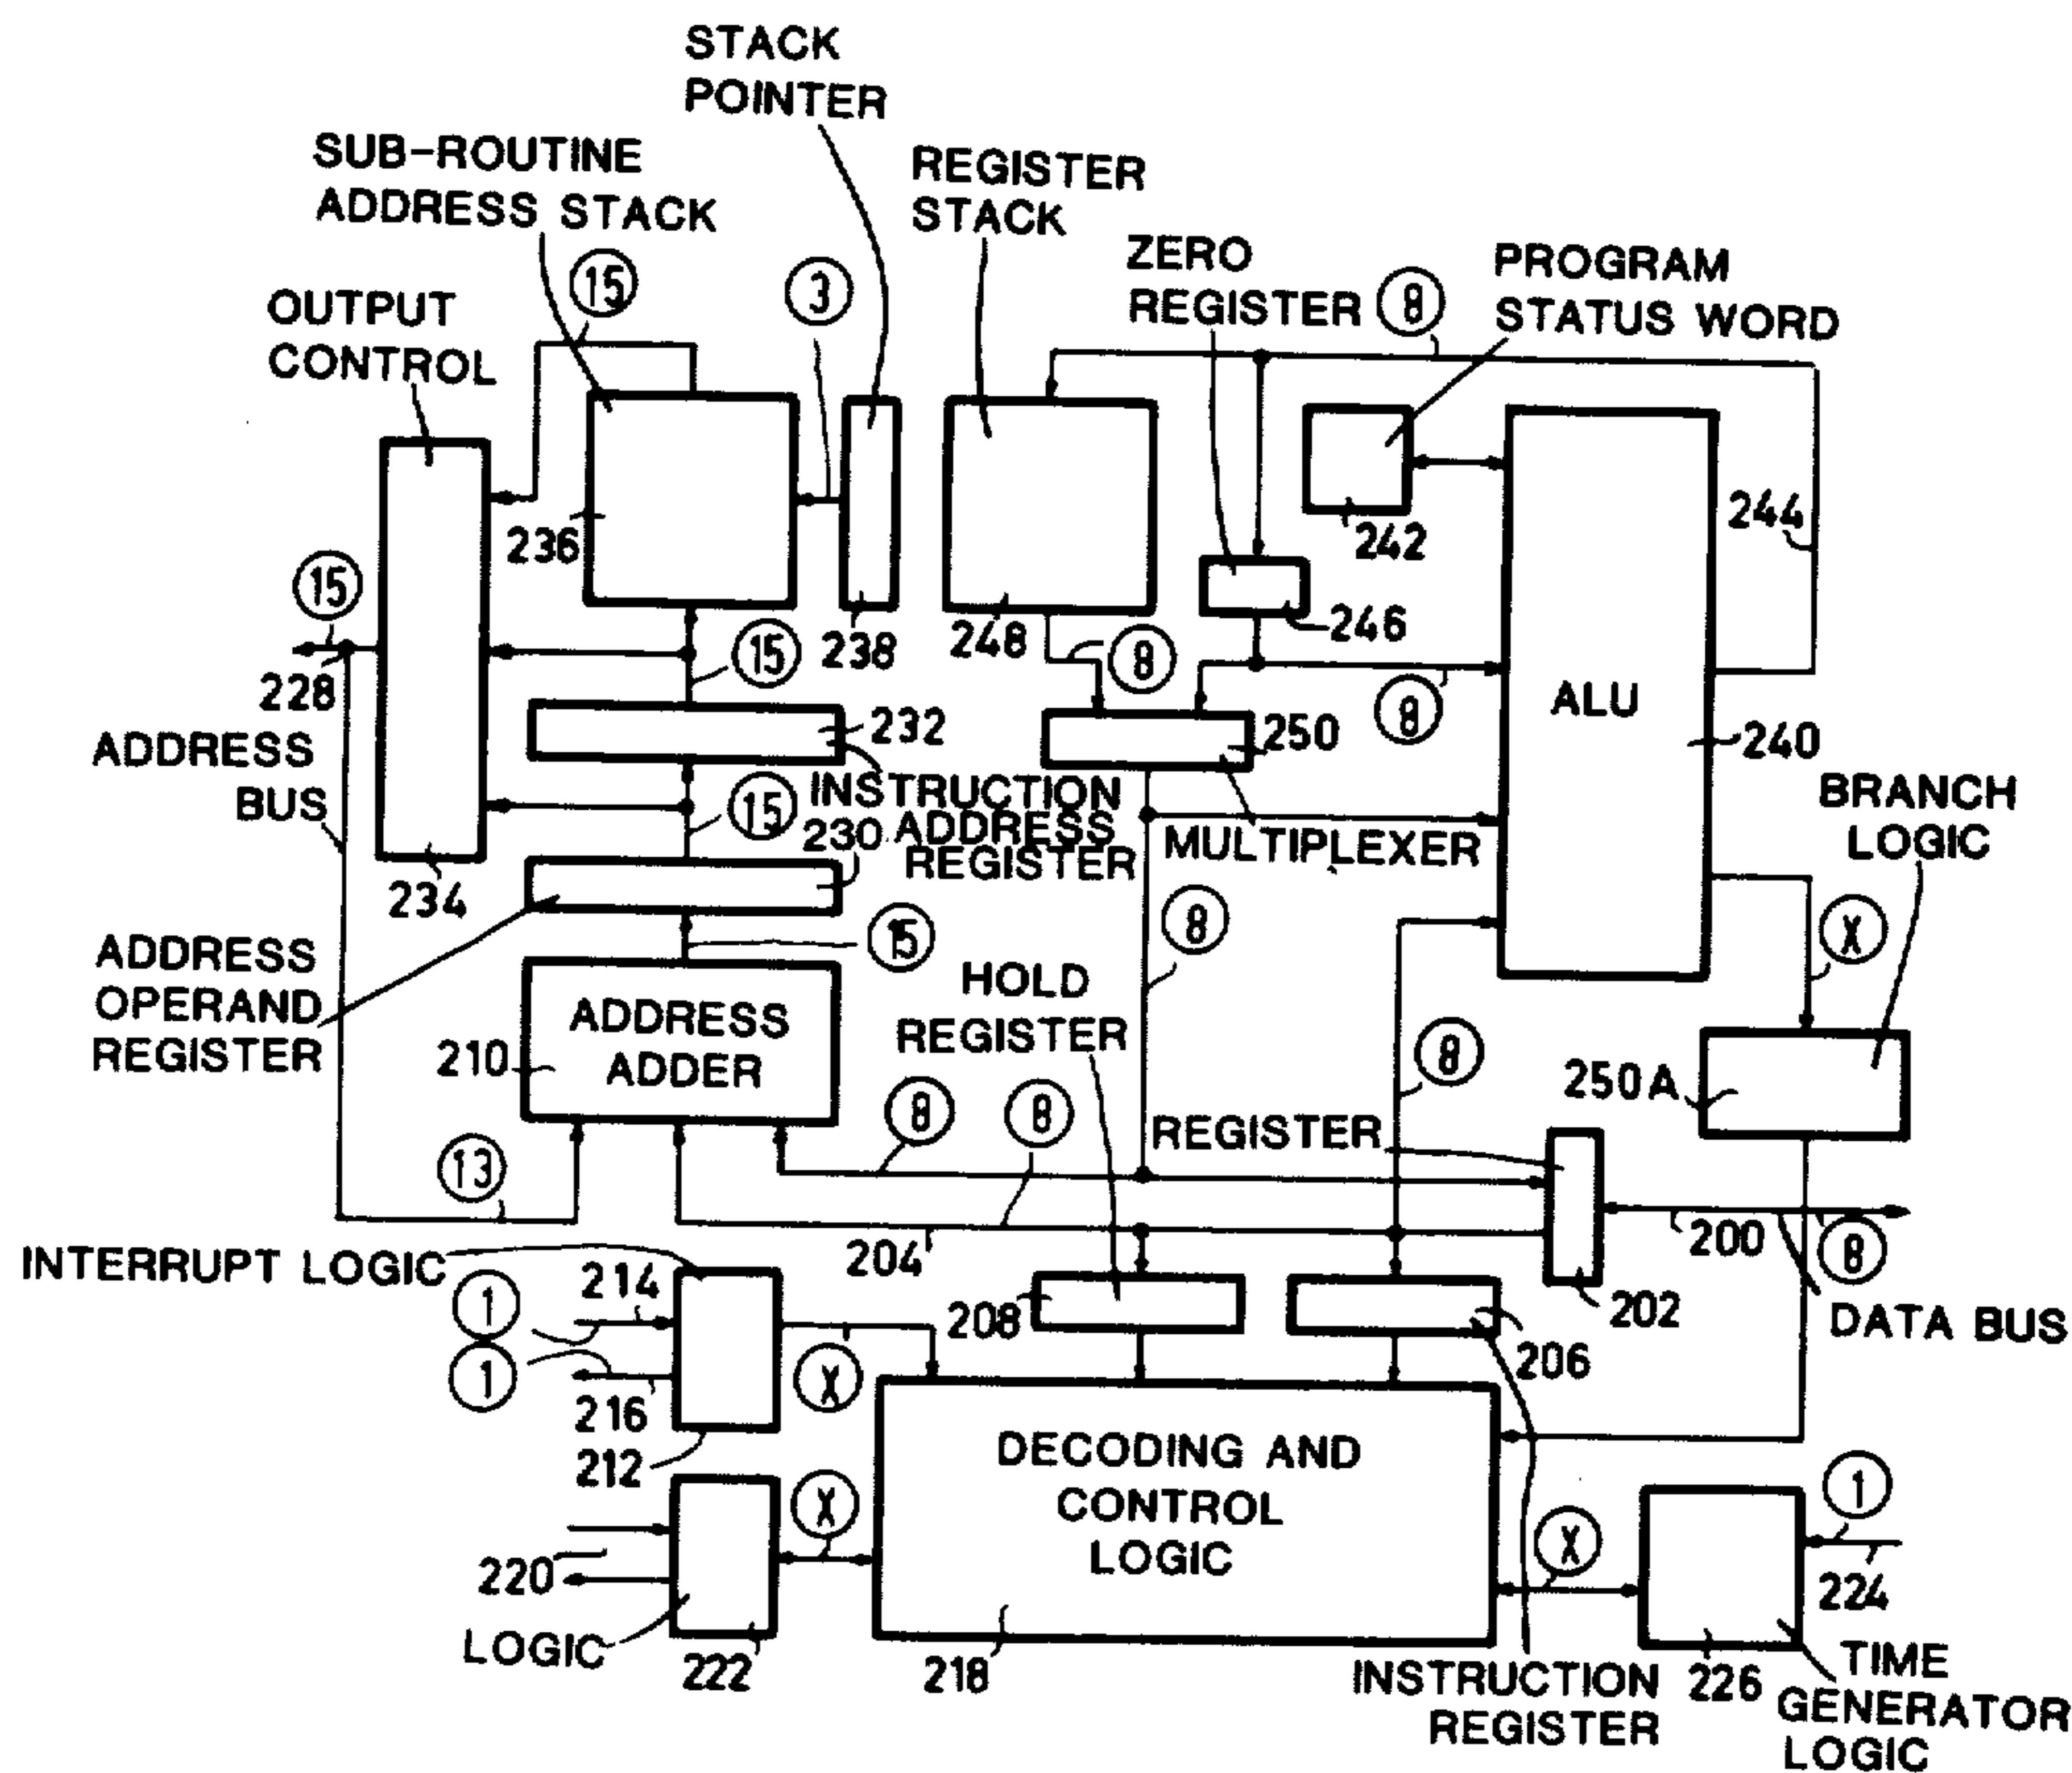 STACK
POINTER
SUB-ROUTINE
ADDRESS STACK
REGISTER
STACK
ZERO
REGISTER
PROGRAM
STATUS WORD
OUTPUT
CONTROL
15
3
8
236
238
248
242
244
246
15
228
15
8
8
232
250
ALU
240
ADDRESS
BUS
INSTRUCTION
ADDRESS
REGISTER
15
230
MULTIPLEXER
BRANCH
LOGIC
234
15
8
X
ADDRESS
OPERAND
REGISTER
HOLD
REGISTER
ADDRESS
ADDER
210
8
8
8
250A
REGISTER
13
204
200
8
INTERRUPT LOGIC
214
1
1
208
202
DATA BUS
206
216
X
212
DECODING AND
CONTROL
LOGIC
X
X
1
220
224
LOGIC
222
218
INSTRUCTION
REGISTER
226
TIME
GENERATOR
LOGIC